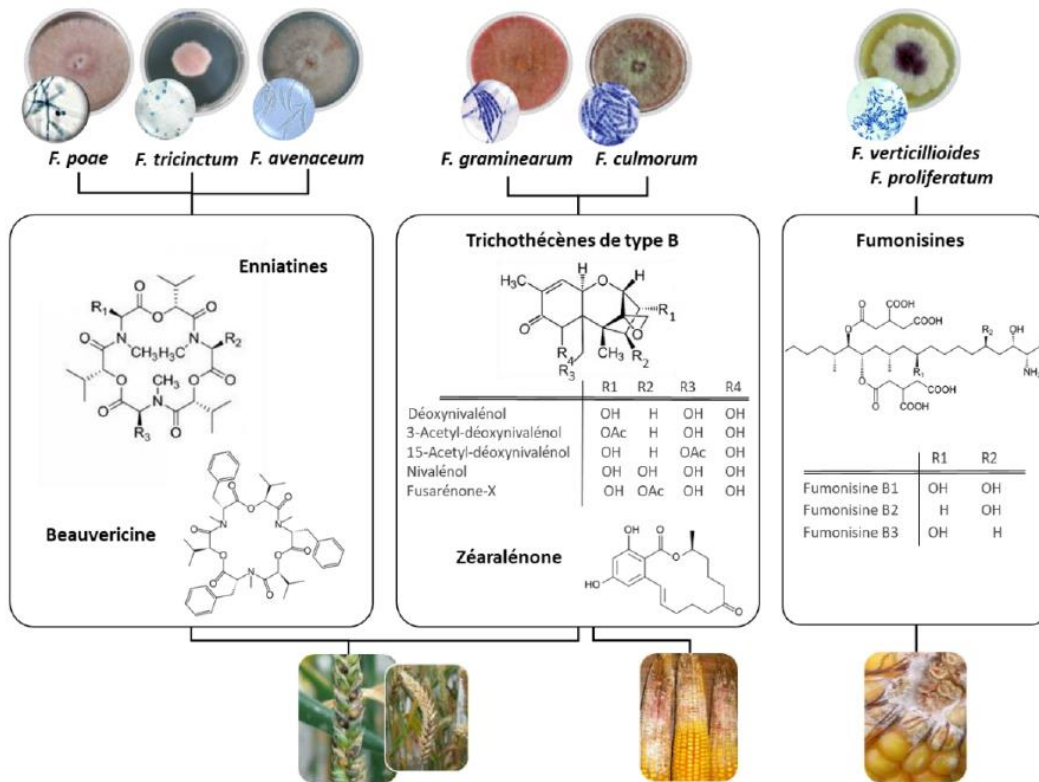 F. poae
F. tricinctum
F. avenaceum
F. graminearum
F. culmorum
F. verticillioides
F. proliferatum
Enniatines
R1
O
O
O
O
N
N
R2
CH3
H3C
O
O
CH3
O
O
O
N
O
R3
O
Beauvericine
O
O
O
O
N
N
O
O
O
O
O
N
O
Trichothécènes de type B
H
O
H
CH3
O
R1
O
R4
CH3
R2
R3
R1 R2 R3 R4
Déoxynivalénol OH H OH OH
3-Acetyl-déoxynivalénol OAc H OH OH
15-Acetyl-déoxynivalénol OH H OAc OH
Nivalénol OH OH OH OH
Fusarénone-X OH OAc OH OH
Zéaralénone
OH
O
O
HO
O
Fumonisines
O
COOH
COOH
O
R2
OH
R1
NH2
O
O
COOH
COOH
R1 R2
Fumonisine B1 OH OH
Fumonisine B2 H OH
Fumonisine B3 OH H